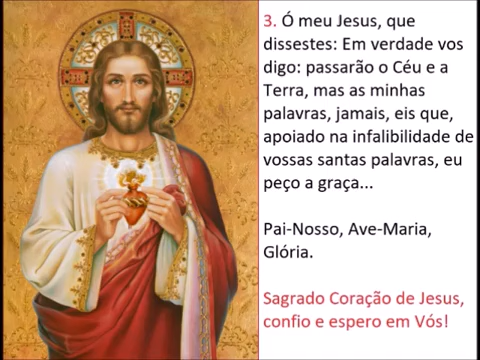 3. Ó meu Jesus, que
dissestes: Em verdade vos
digo: passarão o Céu e a
Terra, mas as minhas
palavras, jamais, eis que,
apoiado na infalibilidade de
vossas santas palavras, eu
peço a graça...
Pai-Nosso, Ave-Maria,
Glória.
Sagrado Coração de Jesus,
confio e espero em Vós!